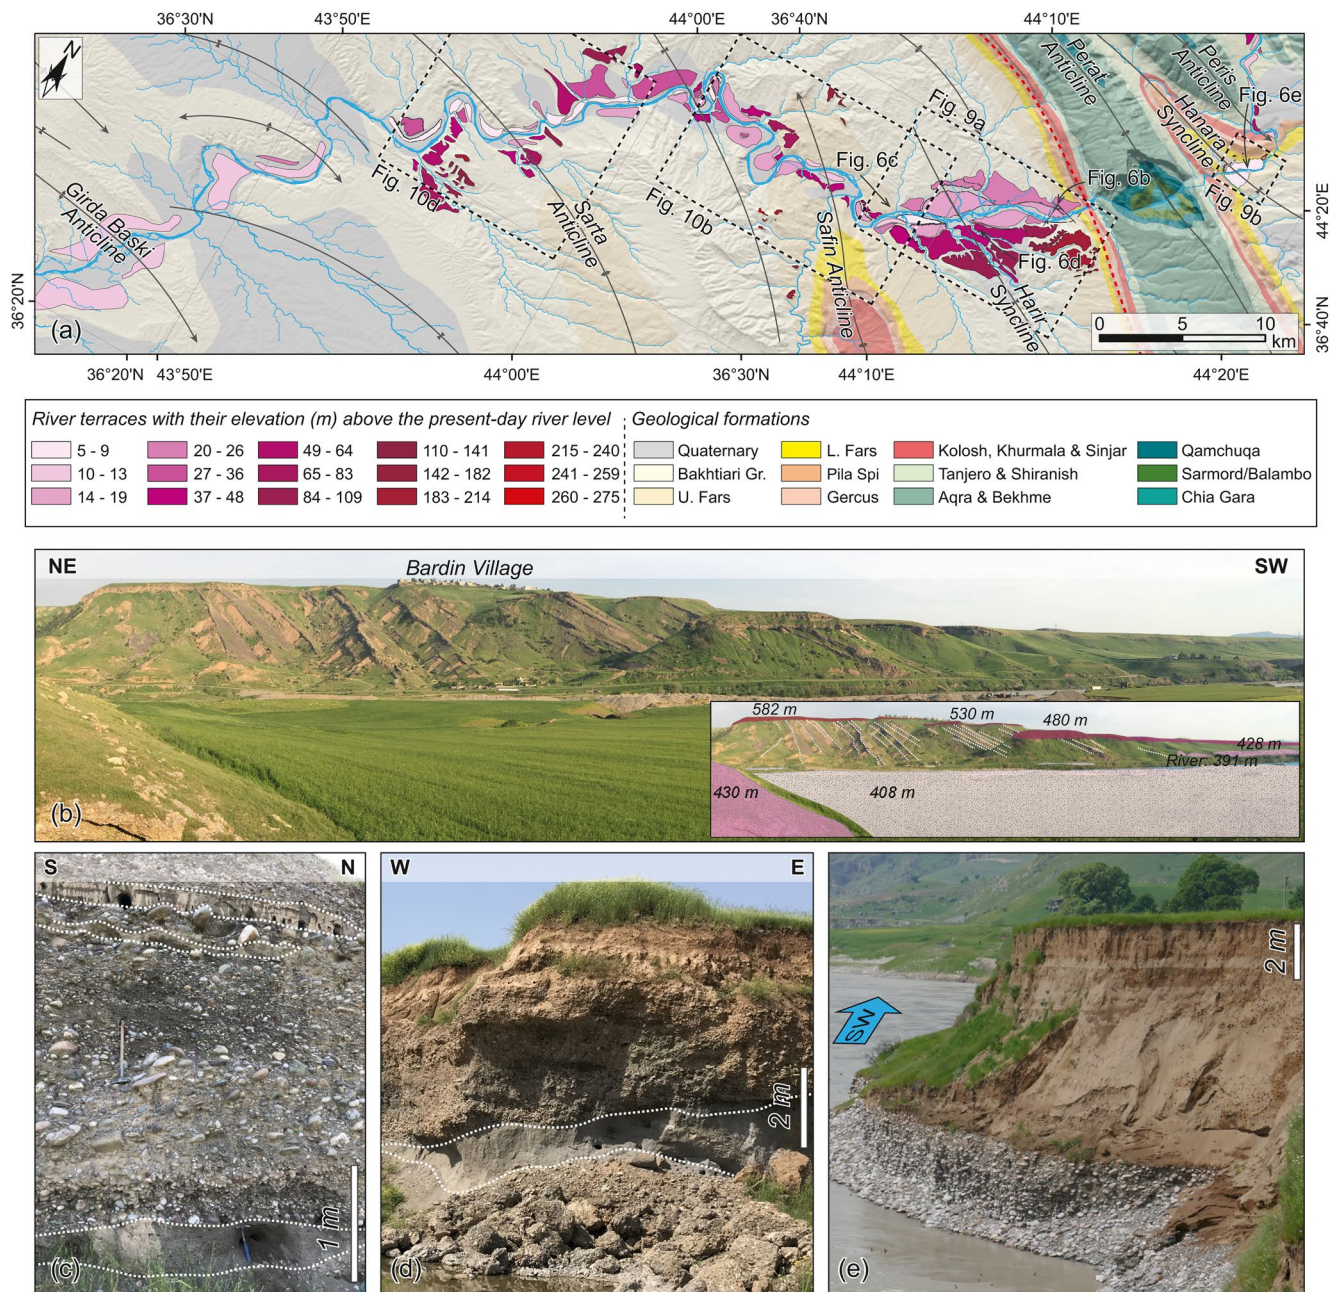 36°30'N
43°50'E
44°00'E
36°40'N
44°10'E
N
Girda Baski
Anticline
Fig. 10d
Sarta
Anticline
Fig. 10b
Safin Anticline
Fig. 6c
Fig. 9a
Fig. 6b
Fig. 6d
Harir
Syncline
Perat
Anticline
Peris
Anticline
Hanara
Syncline
Fig. 6e
Fig. 9b
36°20'N
44°20'E
36°40'N
(a)
0 5 10
km
36°20'N
43°50'E
44°00'E
36°30'N
44°10'E
44°20'E
River terraces with their elevation (m) above the present-day river level
5 - 9
10 - 13
14 - 19
20 - 26
27 - 36
37 - 48
49 - 64
65 - 83
84 - 109
110 - 141
142 - 182
183 - 214
215 - 240
241 - 259
260 - 275
Geological formations
Quaternary
Bakhtiari Gr.
U. Fars
L. Fars
Pila Spi
Gercus
Kolosh, Khurmala & Sinjar
Tanjero & Shiranish
Aqra & Bekhme
Qamchuqa
Sarmord/Balambo
Chia Gara
NE
Bardin Village
SW
582 m
530 m
480 m
428 m
River: 391 m
430 m
408 m
(b)
S
N
1 m
(c)
W
E
2 m
(d)
2 m
SW
(e)